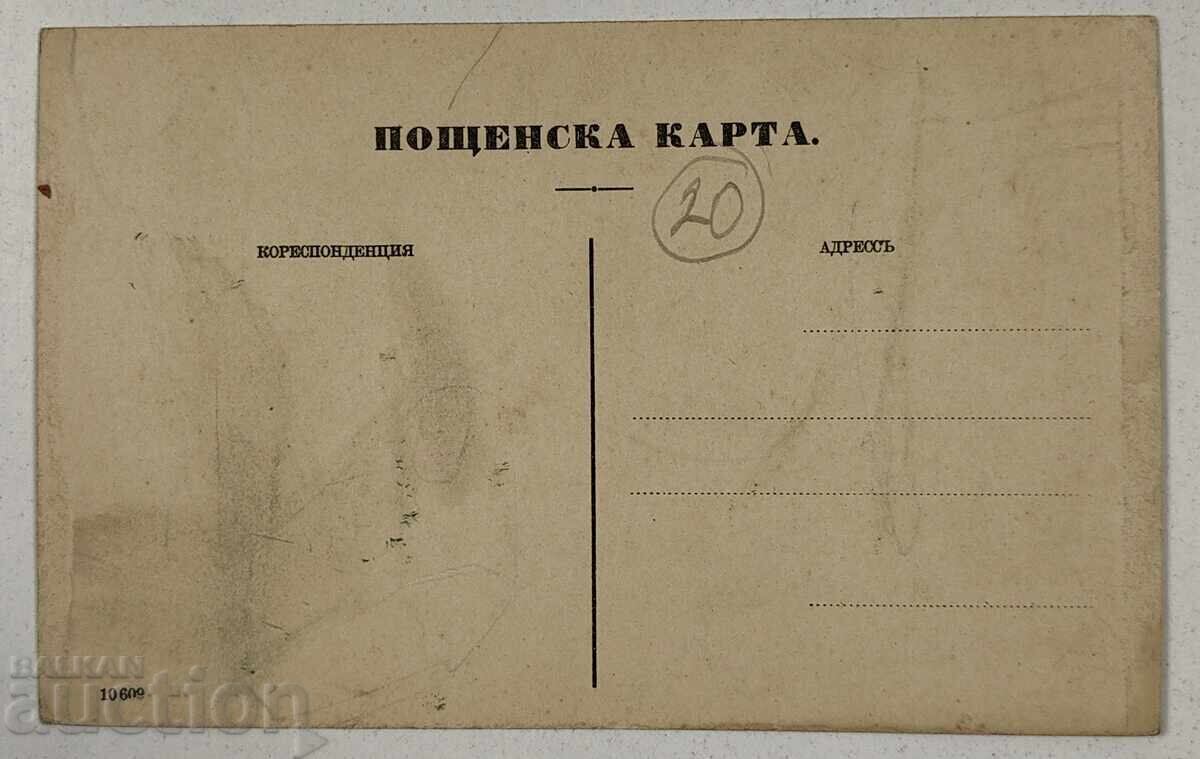 ПОЩЕНСКА КАРТА.
20
КОРЕСПОНДЕНЦИЯ
АДРЕССЪ
10609
BALKAN
auction